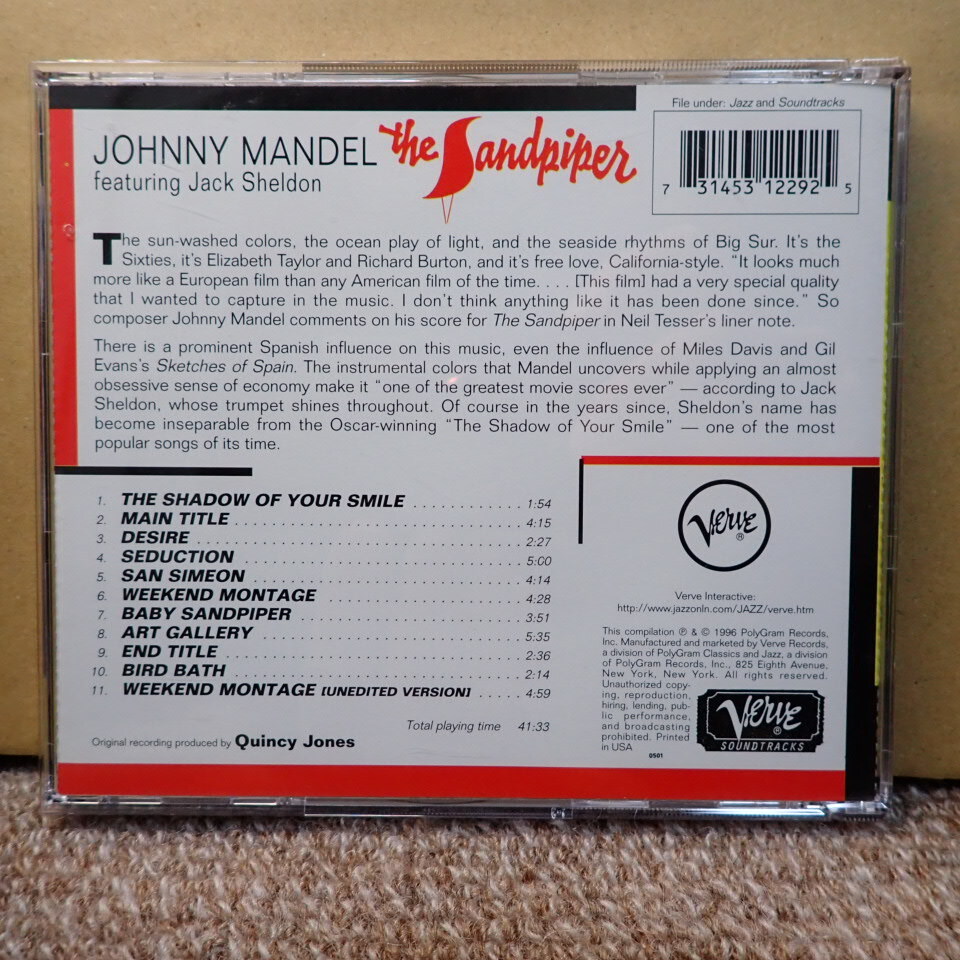 File under: Jazz and Soundtracks
JOHNNY MANDEL the Sandpiper
featuring Jack Sheldon
7 31453 12292 5
The sun-washed colors, the ocean play of light, and the seaside rhythms of Big Sur. It's the
Sixties, it's Elizabeth Taylor and Richard Burton, and it's free love, California-style. "It looks much
more like a European film than any American film of the time. . . . [This film] had a very special quality
that I wanted to capture in the music. I don't think anything like it has been done since." So
composer Johnny Mandel comments on his score for The Sandpiper in Neil Tesser's liner note.
There is a prominent Spanish influence on this music, even the influence of Miles Davis and Gil
Evans's Sketches of Spain. The instrumental colors that Mandel uncovers while applying an almost
obsessive sense of economy make it "one of the greatest movie scores ever" — according to Jack
Sheldon, whose trumpet shines throughout. Of course in the years since, Sheldon's name has
become inseparable from the Oscar-winning "The Shadow of Your Smile" — one of the most
popular songs of its time.
1. THE SHADOW OF YOUR SMILE . . . . . . . . . . . . 1:54
2. MAIN TITLE . . . . . . . . . . . . . . . . . . . . . . . . . . . . . 4:15
3. DESIRE . . . . . . . . . . . . . . . . . . . . . . . . . . . . . . . . . 2:27
4. SEDUCTION . . . . . . . . . . . . . . . . . . . . . . . . . . . . . 5:00
5. SAN SIMEON . . . . . . . . . . . . . . . . . . . . . . . . . . . 4:14
6. WEEKEND MONTAGE . . . . . . . . . . . . . . . . . . . . 4:28
7. BABY SANDPIPER . . . . . . . . . . . . . . . . . . . . . . . 3:51
8. ART GALLERY . . . . . . . . . . . . . . . . . . . . . . . . . . 5:35
9. END TITLE . . . . . . . . . . . . . . . . . . . . . . . . . . . . . . 2:36
10. BIRD BATH . . . . . . . . . . . . . . . . . . . . . . . . . . . . . 2:14
11. WEEKEND MONTAGE [UNEDITED VERSION] . . . . . 4:59
Total playing time 41:33
Original recording produced by Quincy Jones
Verve ®
Verve Interactive:
http://www.jazzonln.com/JAZZ/verve.htm
This compilation ℗ & © 1996 PolyGram Records,
Inc. Manufactured and marketed by Verve Records,
a division of PolyGram Classics and Jazz, a division
of PolyGram Records, Inc., 825 Eighth Avenue,
New York, New York. All rights reserved.
Unauthorized copy-
ing, reproduction,
hiring, lending, pub-
lic performance,
and broadcasting
prohibited. Printed
in USA
0501
Verve ®
SOUNDTRACKS